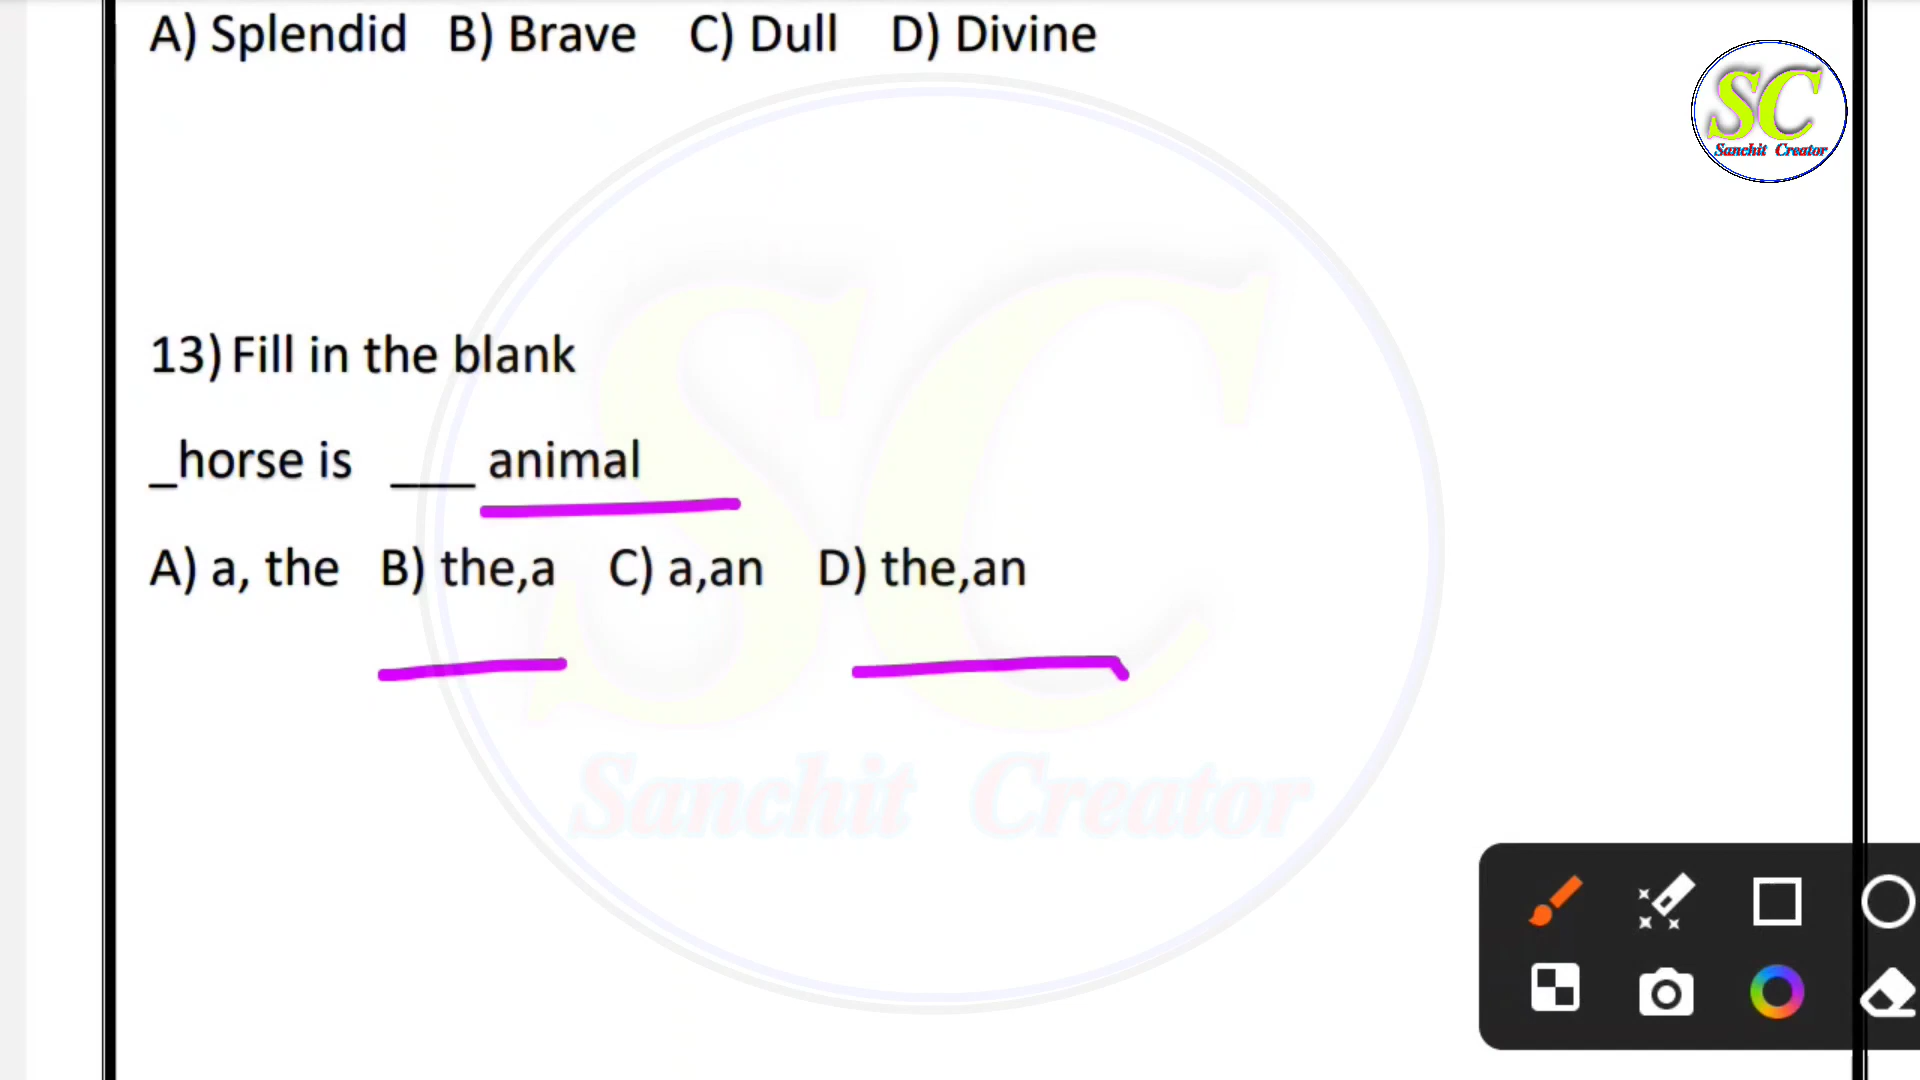 A) Splendid B) Brave C) Dull D) Divine
SC
Sanchit Creator
13) Fill in the blank
_horse is ___ animal
A) a, the B) the,a C) a,an D) the,an
SC
Sanchit Creator